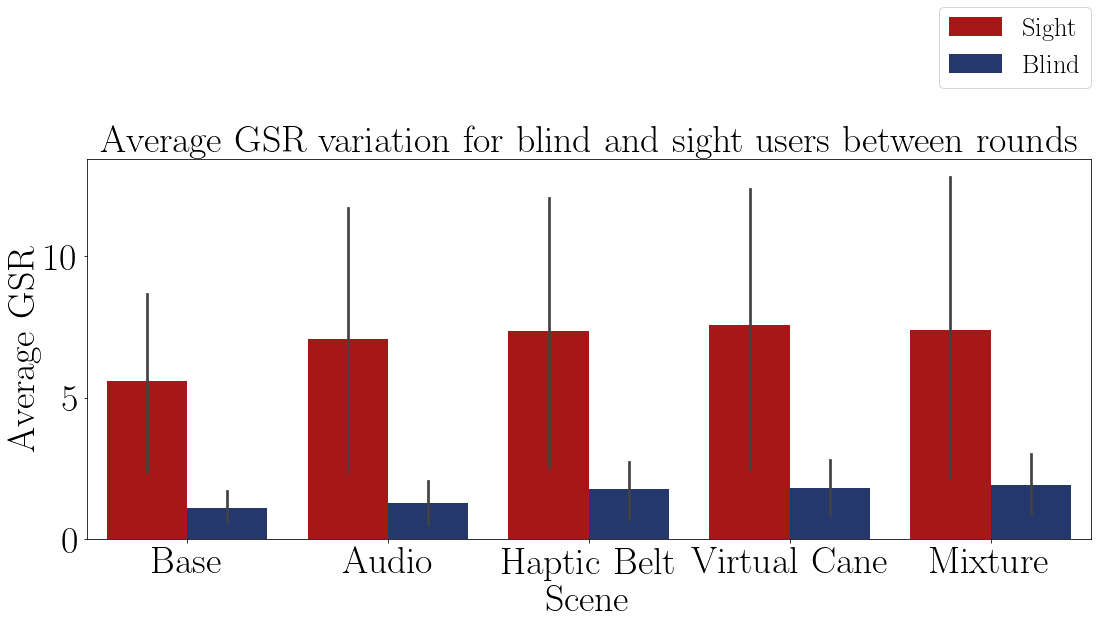 Sight
Blind
Average GSR variation for blind and sight users between rounds
Average GSR
10
5
0
Base Audio Haptic Belt Virtual Cane Mixture
Scene